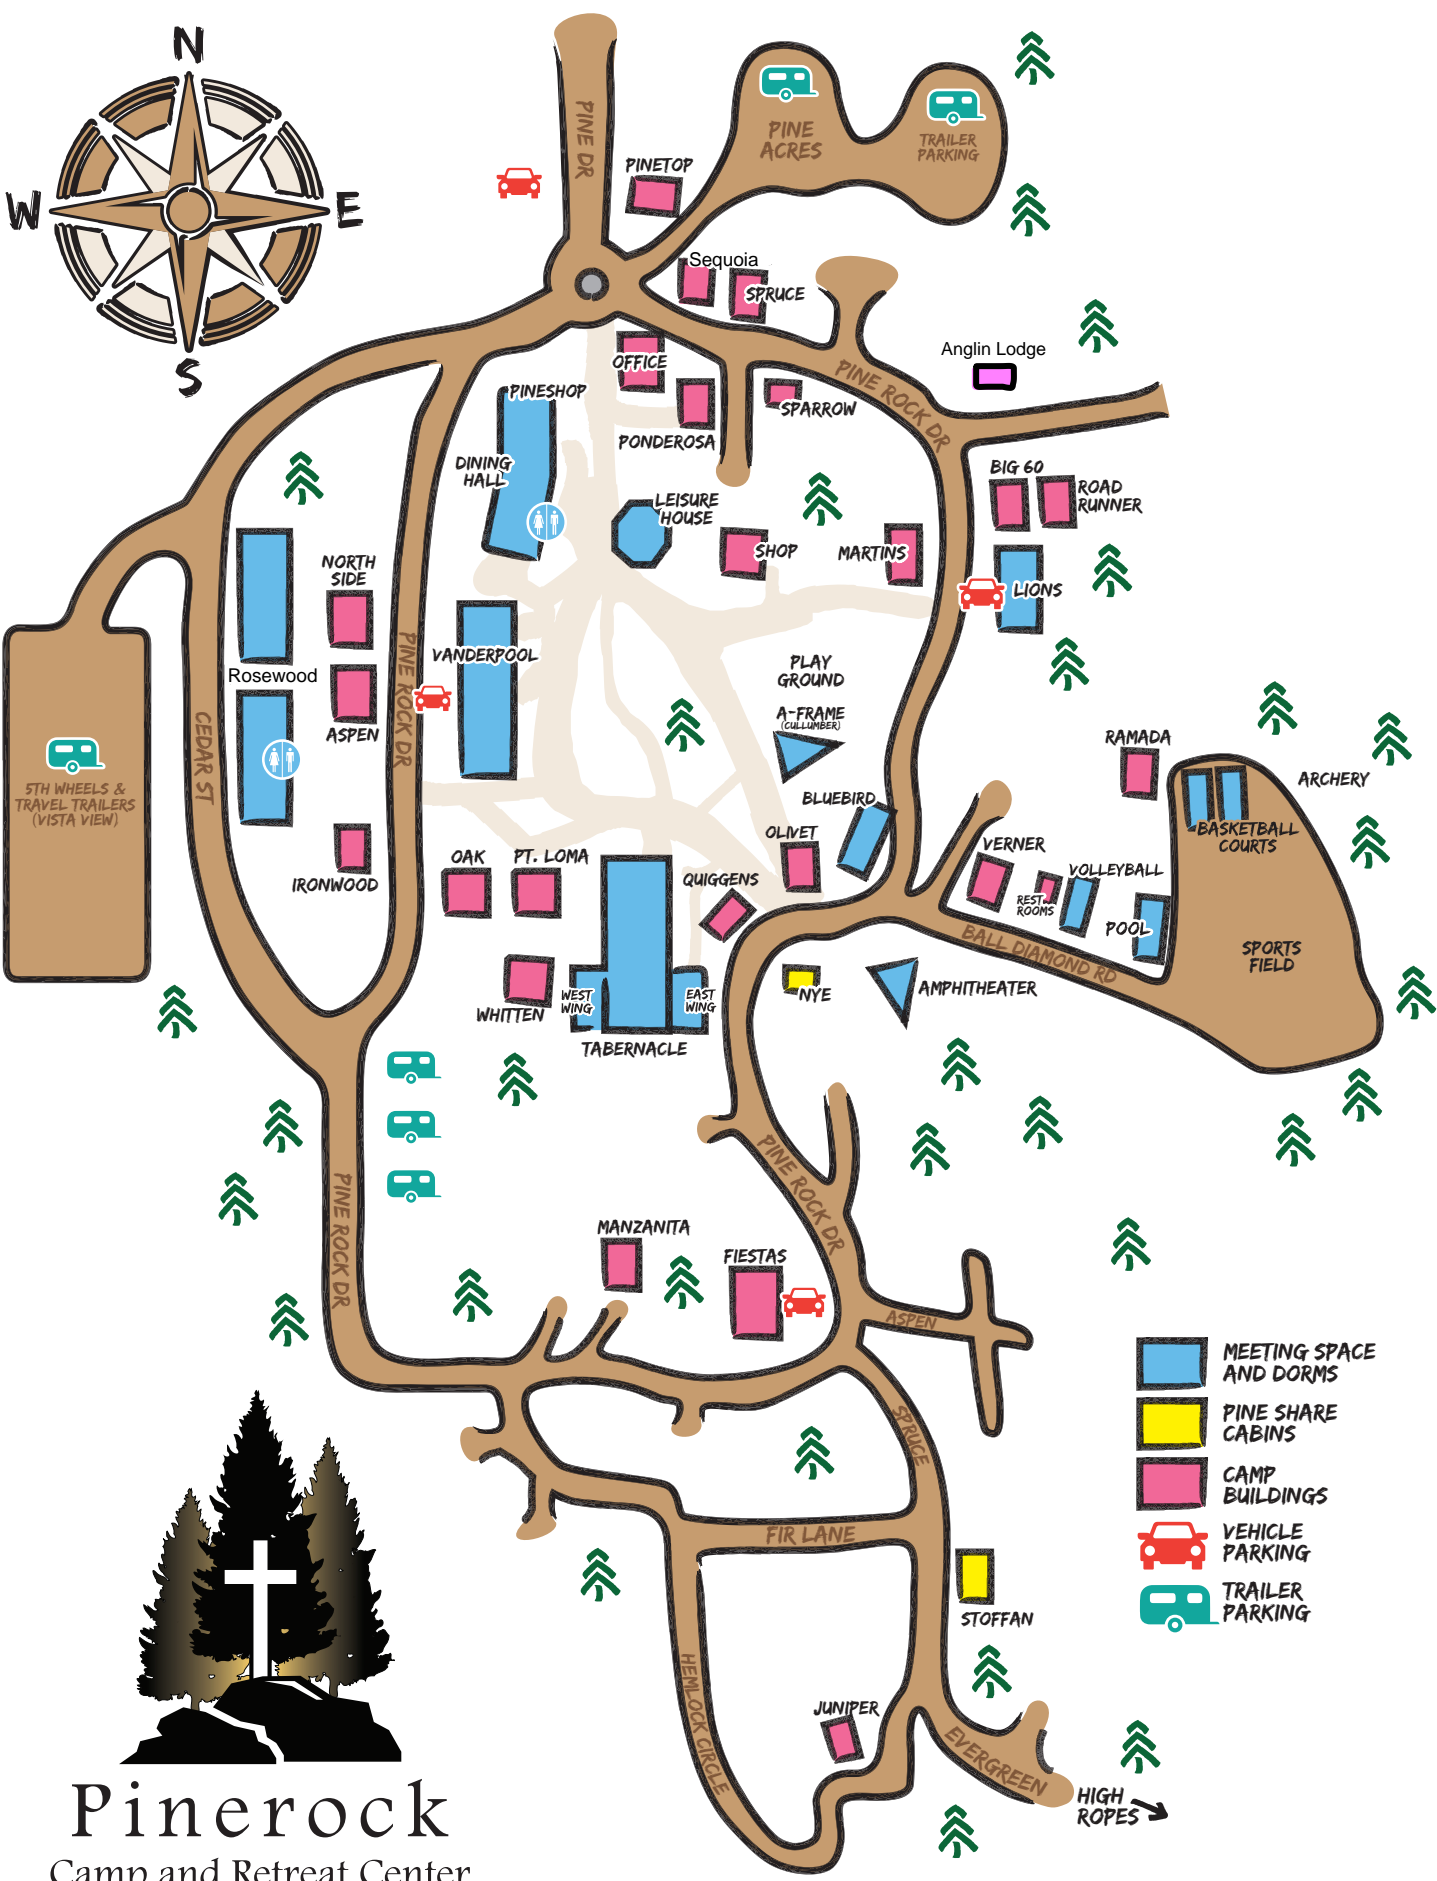 N
W
E
S
PINE DR
PINETOP
PINE
ACRES
TRAILER
PARKING
Sequoia
SPRUCE
OFFICE
PONDEROSA
SPARROW
PINE ROCK DR
Anglin Lodge
PINESHOP
DINING
HALL
LEISURE
HOUSE
SHOP
MARTINS
BIG 60
ROAD
RUNNER
LIONS
NORTH
SIDE
Rosewood
ASPEN
IRONWOOD
CEDAR ST
PINE ROCK DR
VANDERPOOL
5TH WHEELS &
TRAVEL TRAILERS
(VISTA VIEW)
PLAY
GROUND
A-FRAME
(CULLUMBER)
BLUEBIRD
OLIVET
QUIGGENS
OAK
PT. LOMA
WHITTEN
WEST
WING
EAST
WING
TABERNACLE
NYE
AMPHITHEATER
VERNER
REST
ROOMS
VOLLEYBALL
POOL
BALL DIAMOND RD
RAMADA
ARCHERY
BASKETBALL
COURTS
SPORTS
FIELD
PINE ROCK DR
PINE ROCK DR
MANZANITA
FIESTAS
ASPEN
SPRUCE
FIR LANE
STOFFAN
HEMLOCK CIRCLE
JUNIPER
EVERGREEN
HIGH
ROPES
MEETING SPACE
AND DORMS
PINE SHARE
CABINS
CAMP
BUILDINGS
VEHICLE
PARKING
TRAILER
PARKING
Pinerock
Camp and Retreat Center